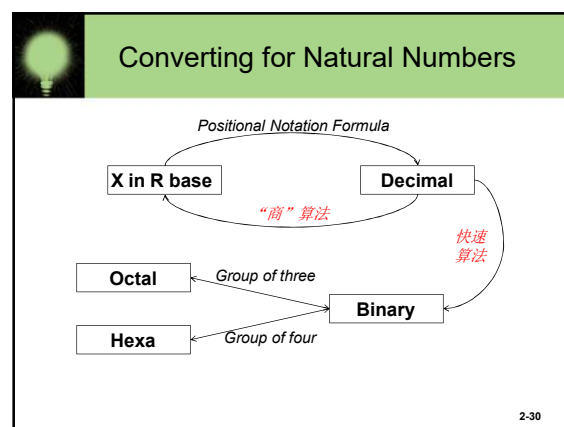 Converting for Natural Numbers
Positional Notation Formula
X in R base
Decimal
“商”算法
快速
算法
Octal
Group of three
Binary
Hexa
Group of four
2-30